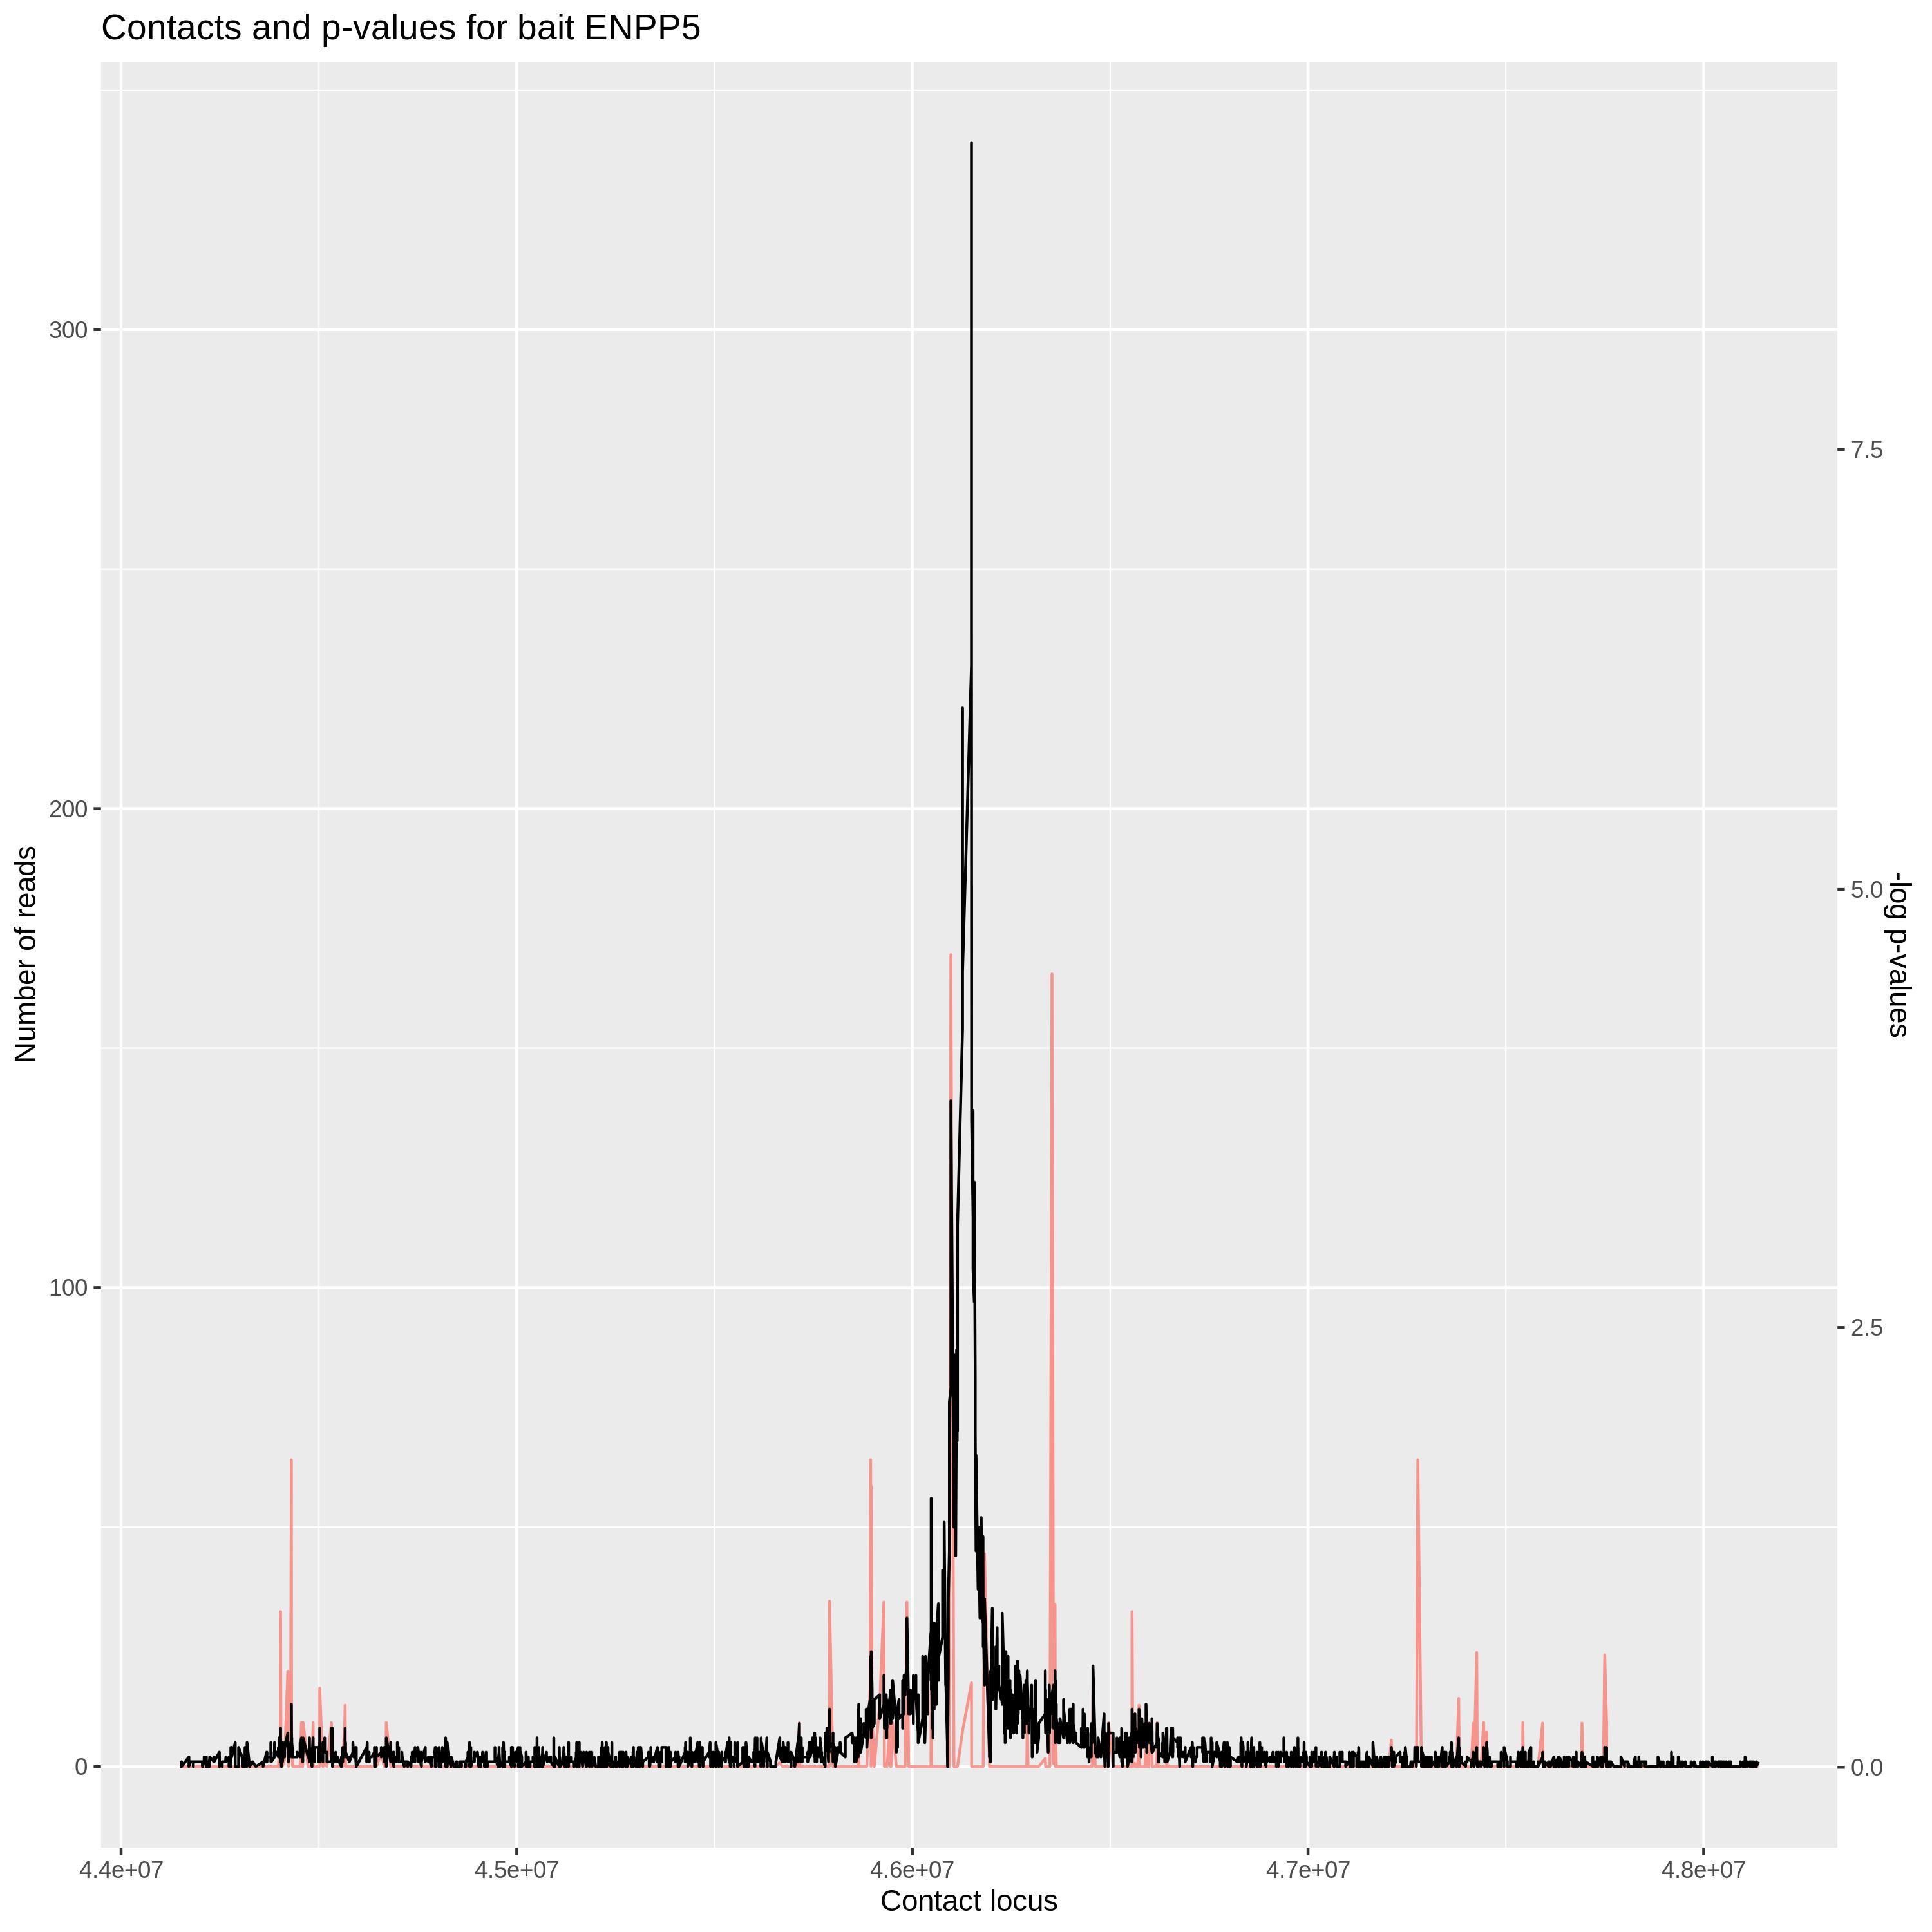 Contacts and p-values for bait ENPP5
300
200
100
0
Number of reads
7.5
5.0
2.5
0.0
-log p-values
4.4e+07
4.5e+07
4.6e+07
4.7e+07
4.8e+07
Contact locus